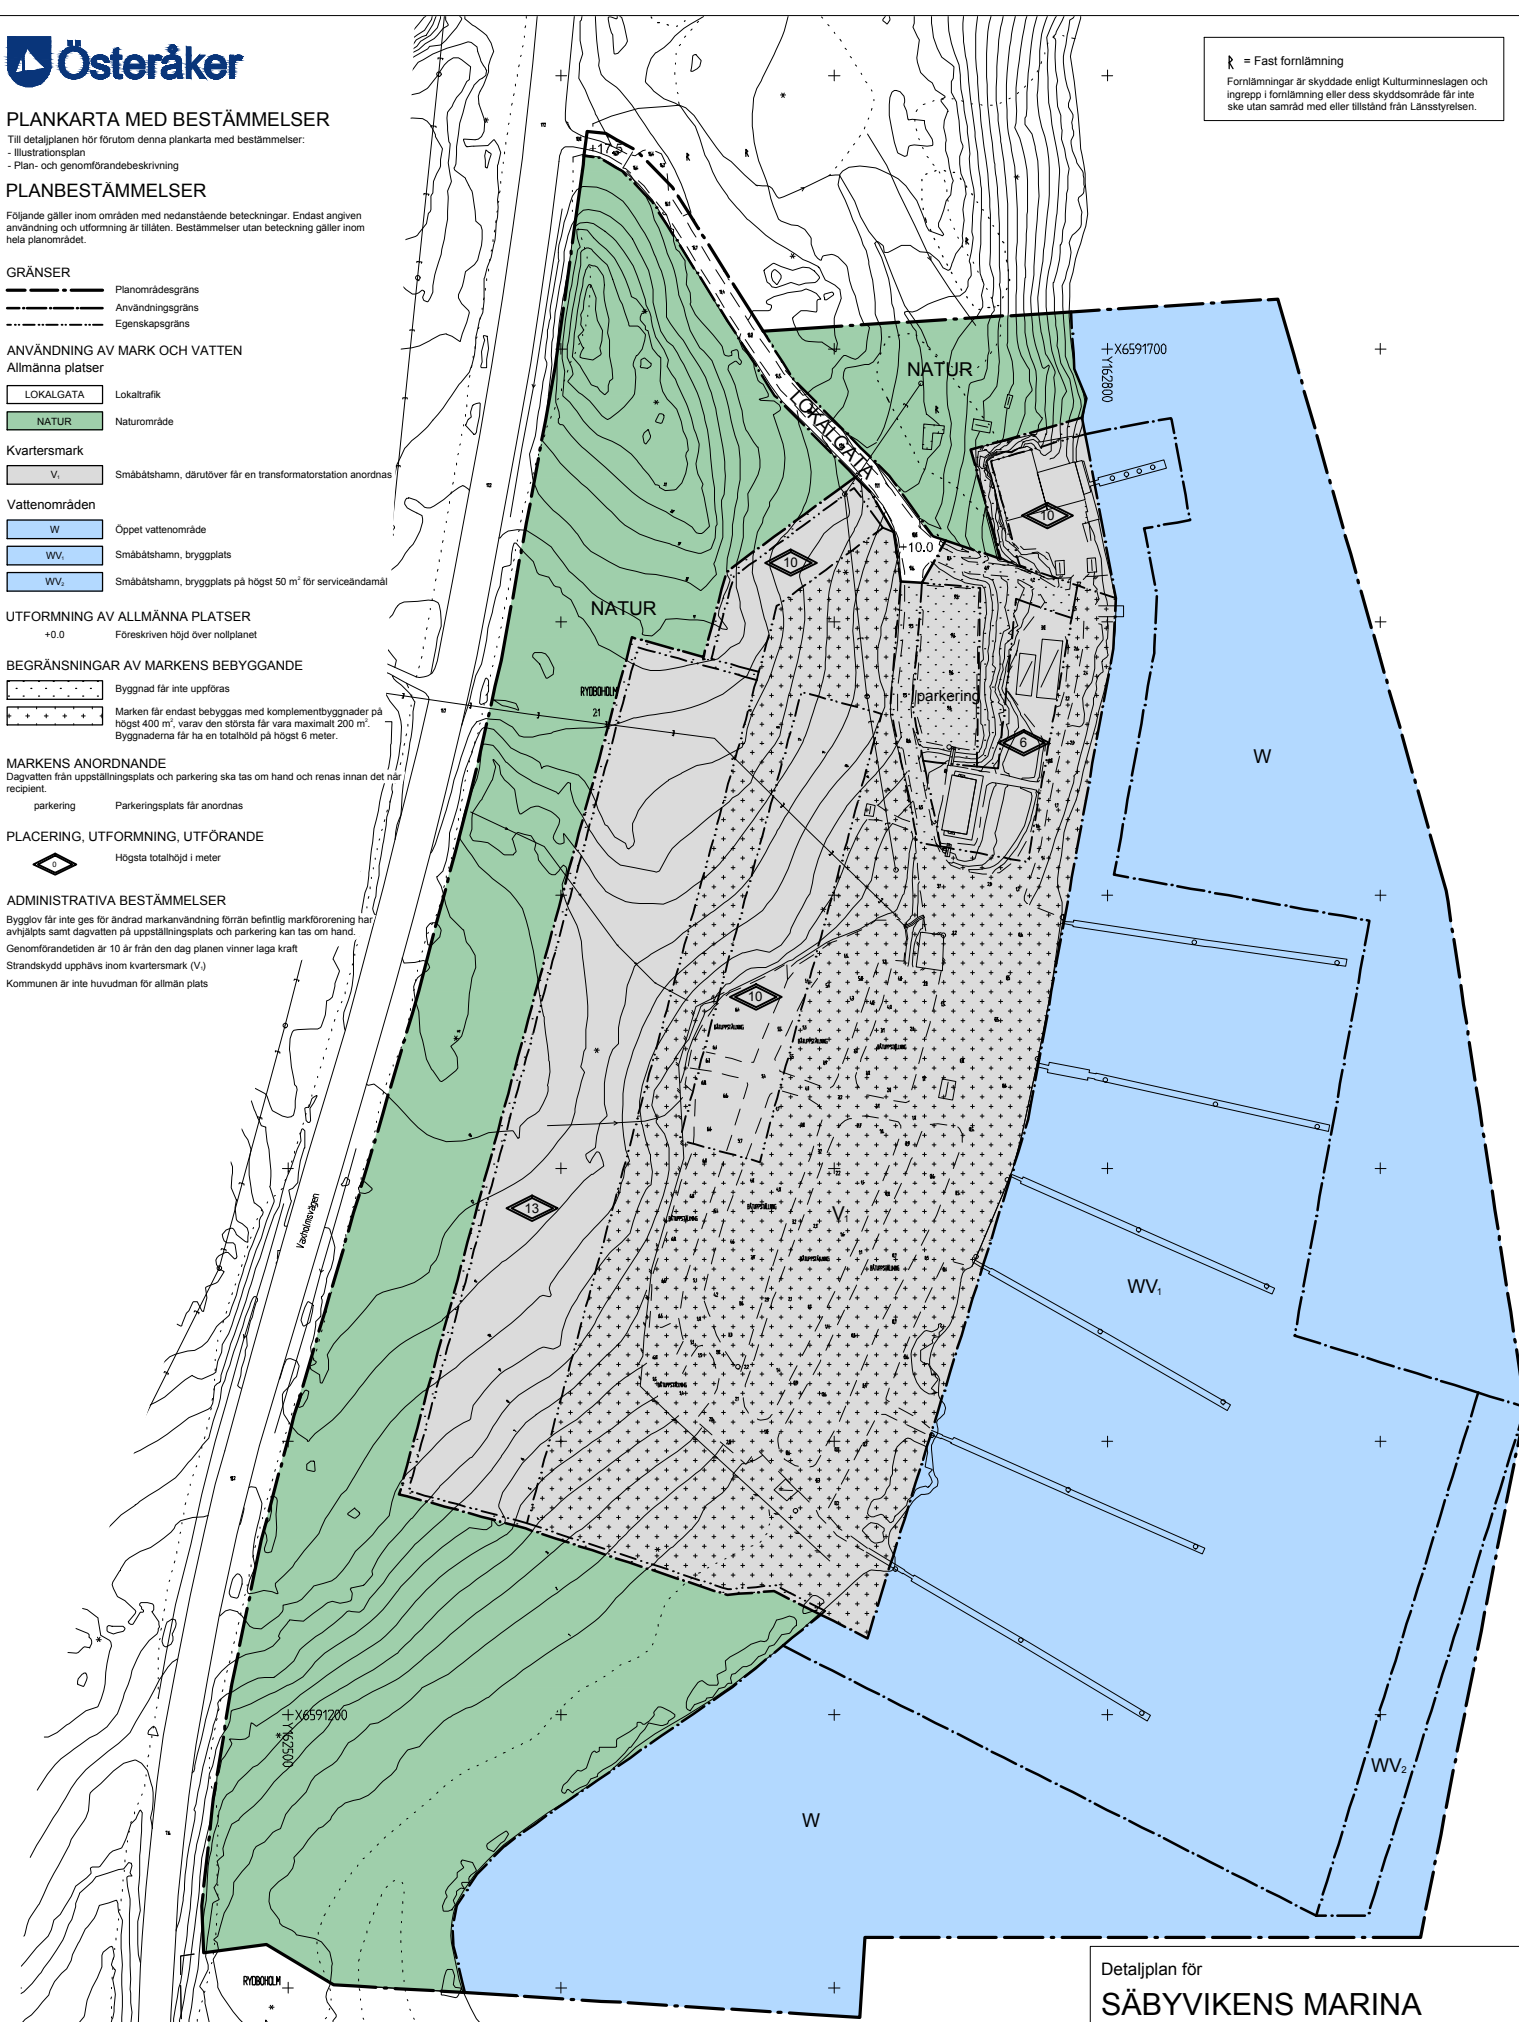 Österåker
PLANKARTA MED BESTÄMMELSER
Till detaljplanen hör förutom denna plankarta med bestämmelser:
- Illustrationsplan
- Plan- och genomförandebeskrivning
PLANBESTÄMMELSER
Följande gäller inom områden med nedanstående beteckningar. Endast angiven
användning och utformning är tillåten. Bestämmelser utan beteckning gäller inom
hela planområdet.
GRÄNSER
Planområdesgräns
Användningsgräns
Egenskapsgräns
ANVÄNDNING AV MARK OCH VATTEN
Allmänna platser
LOKALGATA Lokaltrafik
NATUR Naturområde
Kvartersmark
V₁ Småbåtshamn, därutöver får en transformatorstation anordnas
Vattenområden
W Öppet vattenområde
WV₁ Småbåtshamn, bryggplats
WV₂ Småbåtshamn, bryggplats på högst 50 m² för serviceändamål
UTFORMNING AV ALLMÄNNA PLATSER
+0.0 Föreskriven höjd över nollplanet
BEGRÄNSNINGAR AV MARKENS BEBYGGANDE
Byggnad får inte uppföras
Marken får endast bebyggas med komplementbyggnader på
högst 400 m², varav den största får vara maximalt 200 m².
Byggnaderna får ha en totalhöld på högst 6 meter.
MARKENS ANORDNANDE
Dagvatten från uppställningsplats och parkering ska tas om hand och renas innan det når
recipient.
parkering Parkeringsplats får anordnas
PLACERING, UTFORMNING, UTFÖRANDE
0 Högsta totalhöjd i meter
ADMINISTRATIVA BESTÄMMELSER
Bygglov får inte ges för ändrad markanvändning förrän befintlig markförorening har
avhjälpts samt dagvatten på uppställningsplats och parkering kan tas om hand.
Genomförandetiden är 10 år från den dag planen vinner laga kraft
Strandskydd upphävs inom kvartersmark (V₁)
Kommunen är inte huvudman för allmän plats
R = Fast fornlämning
Fornlämningar är skyddade enligt Kulturminneslagen och
ingrepp i fornlämning eller dess skyddsområde får inte
ske utan samråd med eller tillstånd från Länsstyrelsen.
+17.5
NATUR
X6591700
Y162800
LOKALGATA
10
+10.0
10
NATUR
RYDBOHOLM
21
parkering
6
W
10
BÅTUPPSTÄLLNING
BÅTUPPSTÄLLNING
BÅTUPPSTÄLLNING
13
Vaxholmsvägen
BÅTUPPSTÄLLNING
BÅTUPPSTÄLLNING
V₁
BÅTUPPSTÄLLNING
BÅTUPPSTÄLLNING
WV₁
BÅTUPPSTÄLLNING
X6591200
Y162500
WV₂
W
RYDBOHOLM
Detaljplan för
SÄBYVIKENS MARINA